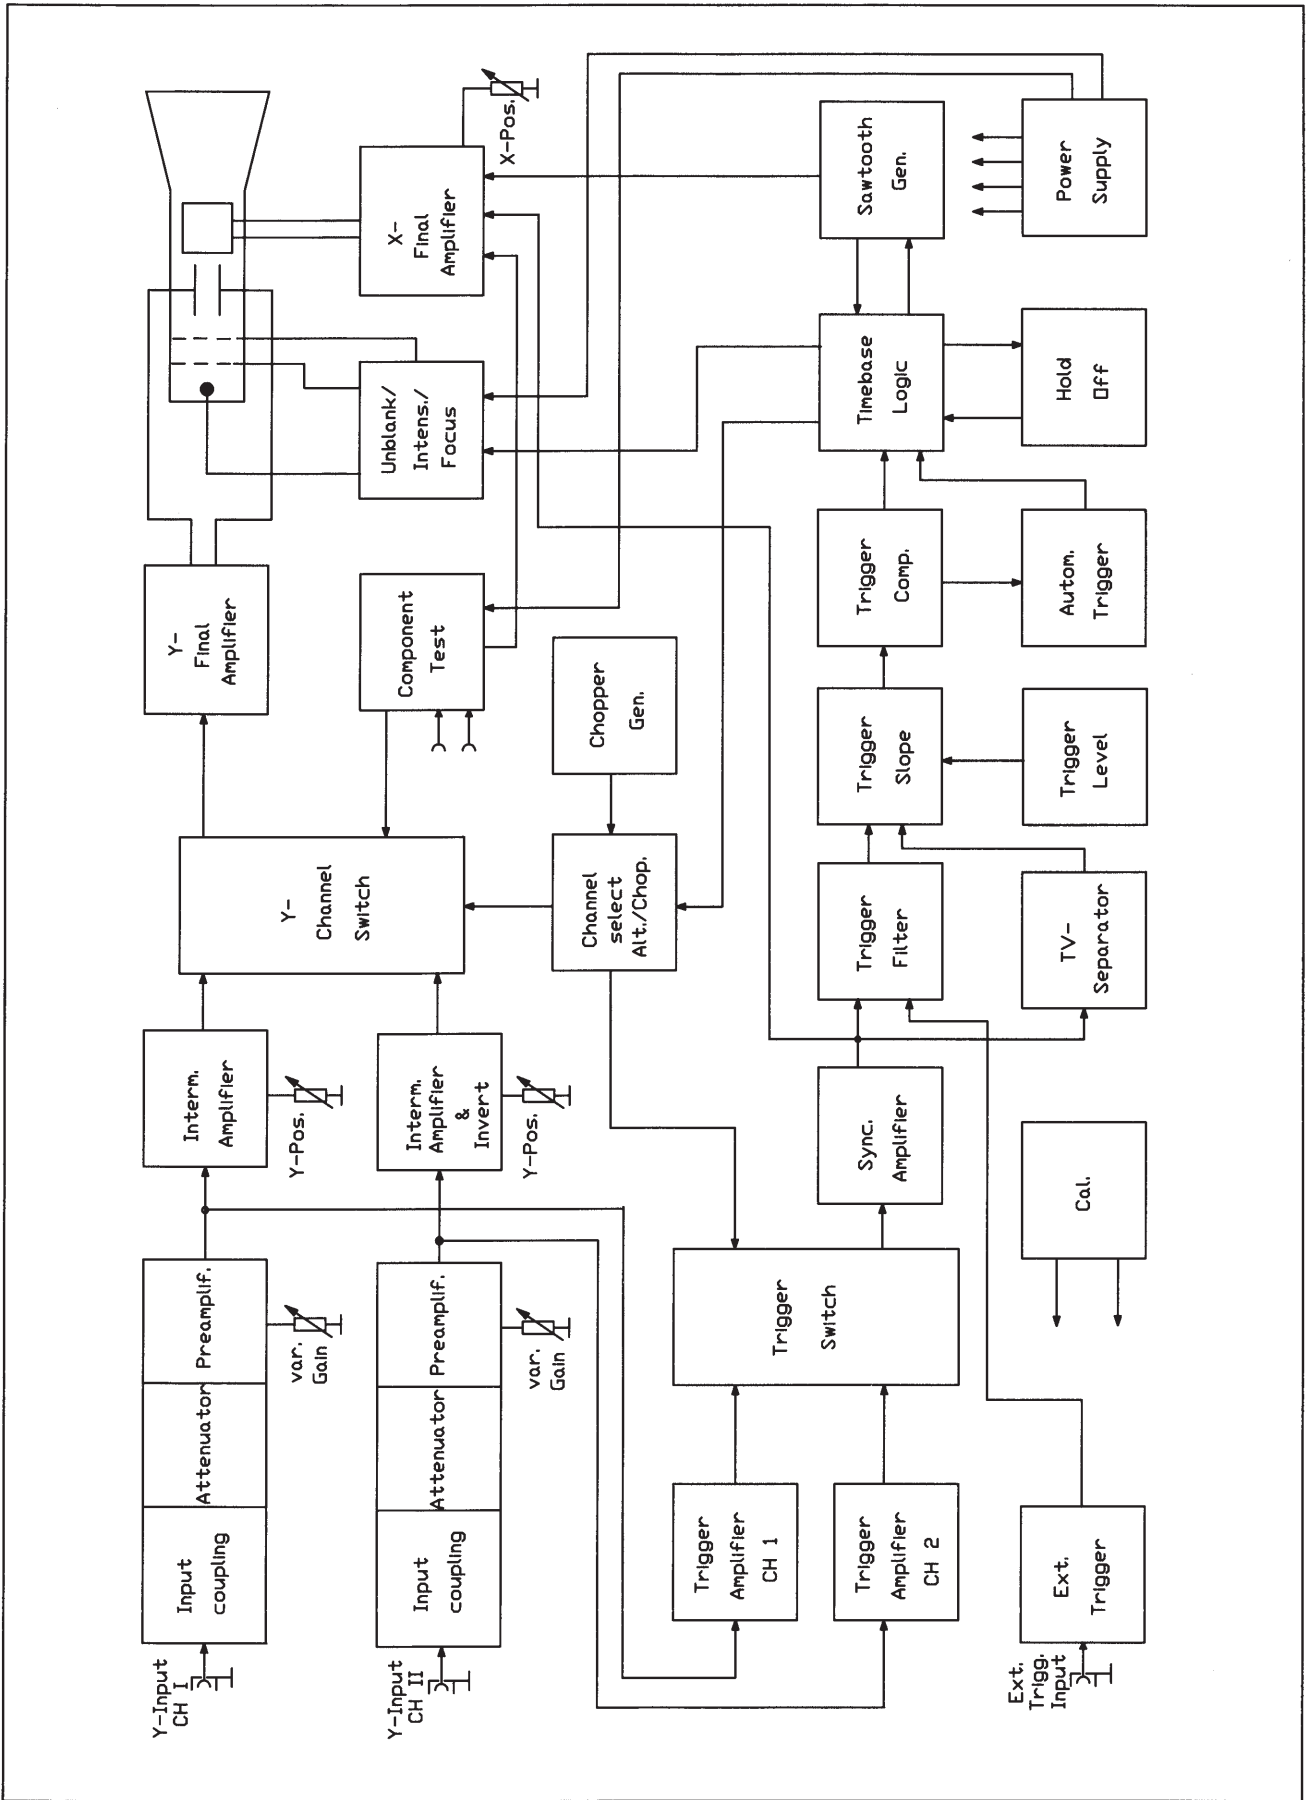 Y-Input
CH I
Input
coupling
Attenuator
Preamplif.
var.
Gain
Interm.
Amplifier
Y-Pos.
Y-
Channel
Switch
Y-
Final
Amplifier
Y-Input
CH II
Input
coupling
Attenuator
Preamplif.
var.
Gain
Interm.
Amplifier
&
Invert
Y-Pos.
Component
Test
Unblank/
Intens./
Focus
X-
Final
Amplifier
X-Pos.
Channel
select
Alt./Chop.
Chopper
Gen.
Trigger
Amplifier
CH 1
Trigger
Amplifier
CH 2
Trigger
Switch
Sync.
Amplifier
Trigger
Filter
Trigger
Slope
Trigger
Comp.
Timebase
Logic
Sawtooth
Gen.
Ext.
Trigg.
Input
Ext.
Trigger
Cal.
TV-
Separator
Trigger
Level
Autom.
Trigger
Hold
Off
Power
Supply